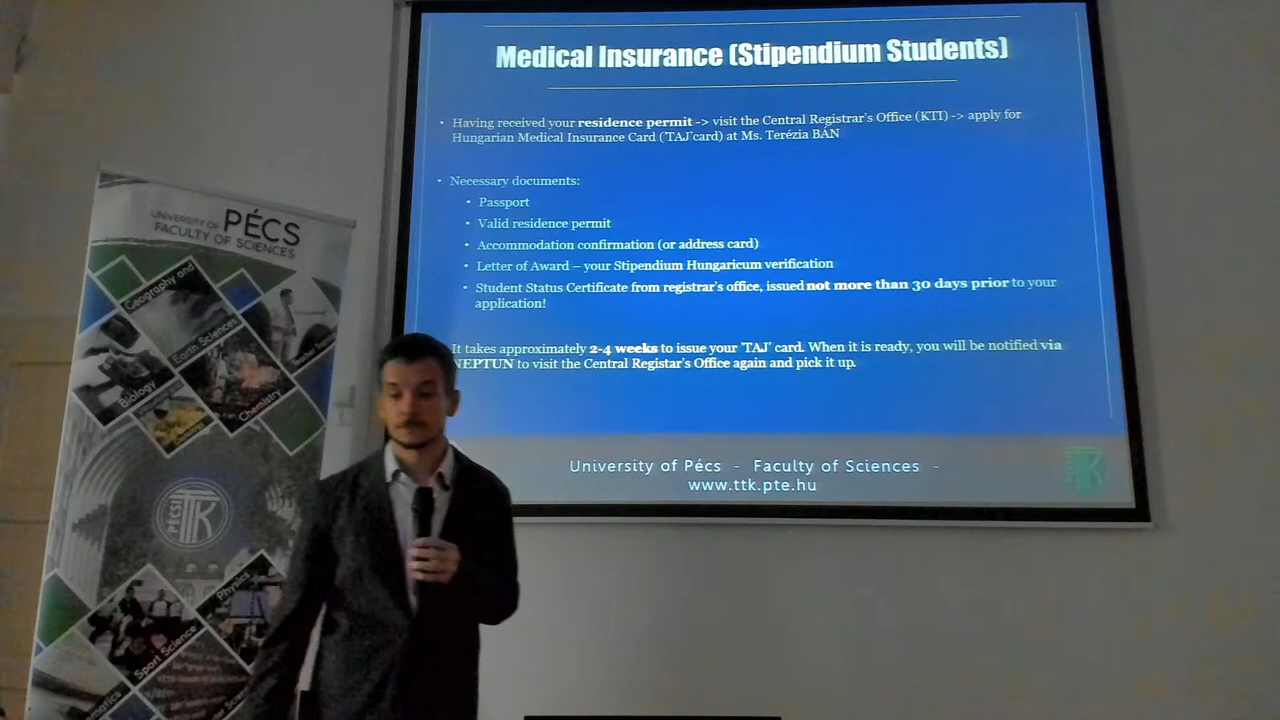 Medical Insurance (Stipendium Students)
• Having received your residence permit -> visit the Central Registrar's Office (KTI) -> apply for
Hungarian Medical Insurance Card ('TAJ'card) at Ms. Terézia BÁN
• Necessary documents:
• Passport
• Valid residence permit
• Accommodation confirmation (or address card)
• Letter of Award – your Stipendium Hungaricum verification
• Student Status Certificate from registrar's office, issued not more than 30 days prior to your
application!
It takes approximately 2-4 weeks to issue your 'TAJ' card. When it is ready, you will be notified via
NEPTUN to visit the Central Registar's Office again and pick it up.
University of Pécs - Faculty of Sciences -
www.ttk.pte.hu
UNIVERSITY OF PÉCS
FACULTY OF SCIENCES
Geography and
Earth Sciences
Biology
Chemistry
PÉCSI TTK
Physics
Sport Science